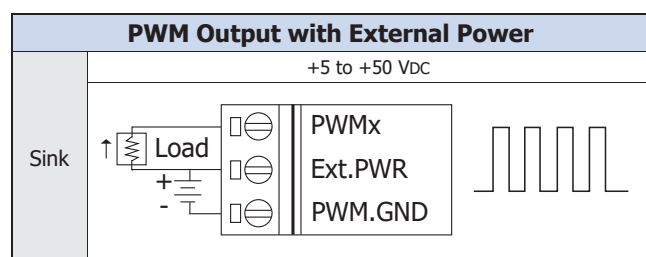 PWM Output with External Power
Sink
+5 to +50 VDC
↑ Load
+
-
PWMx
Ext.PWR
PWM.GND